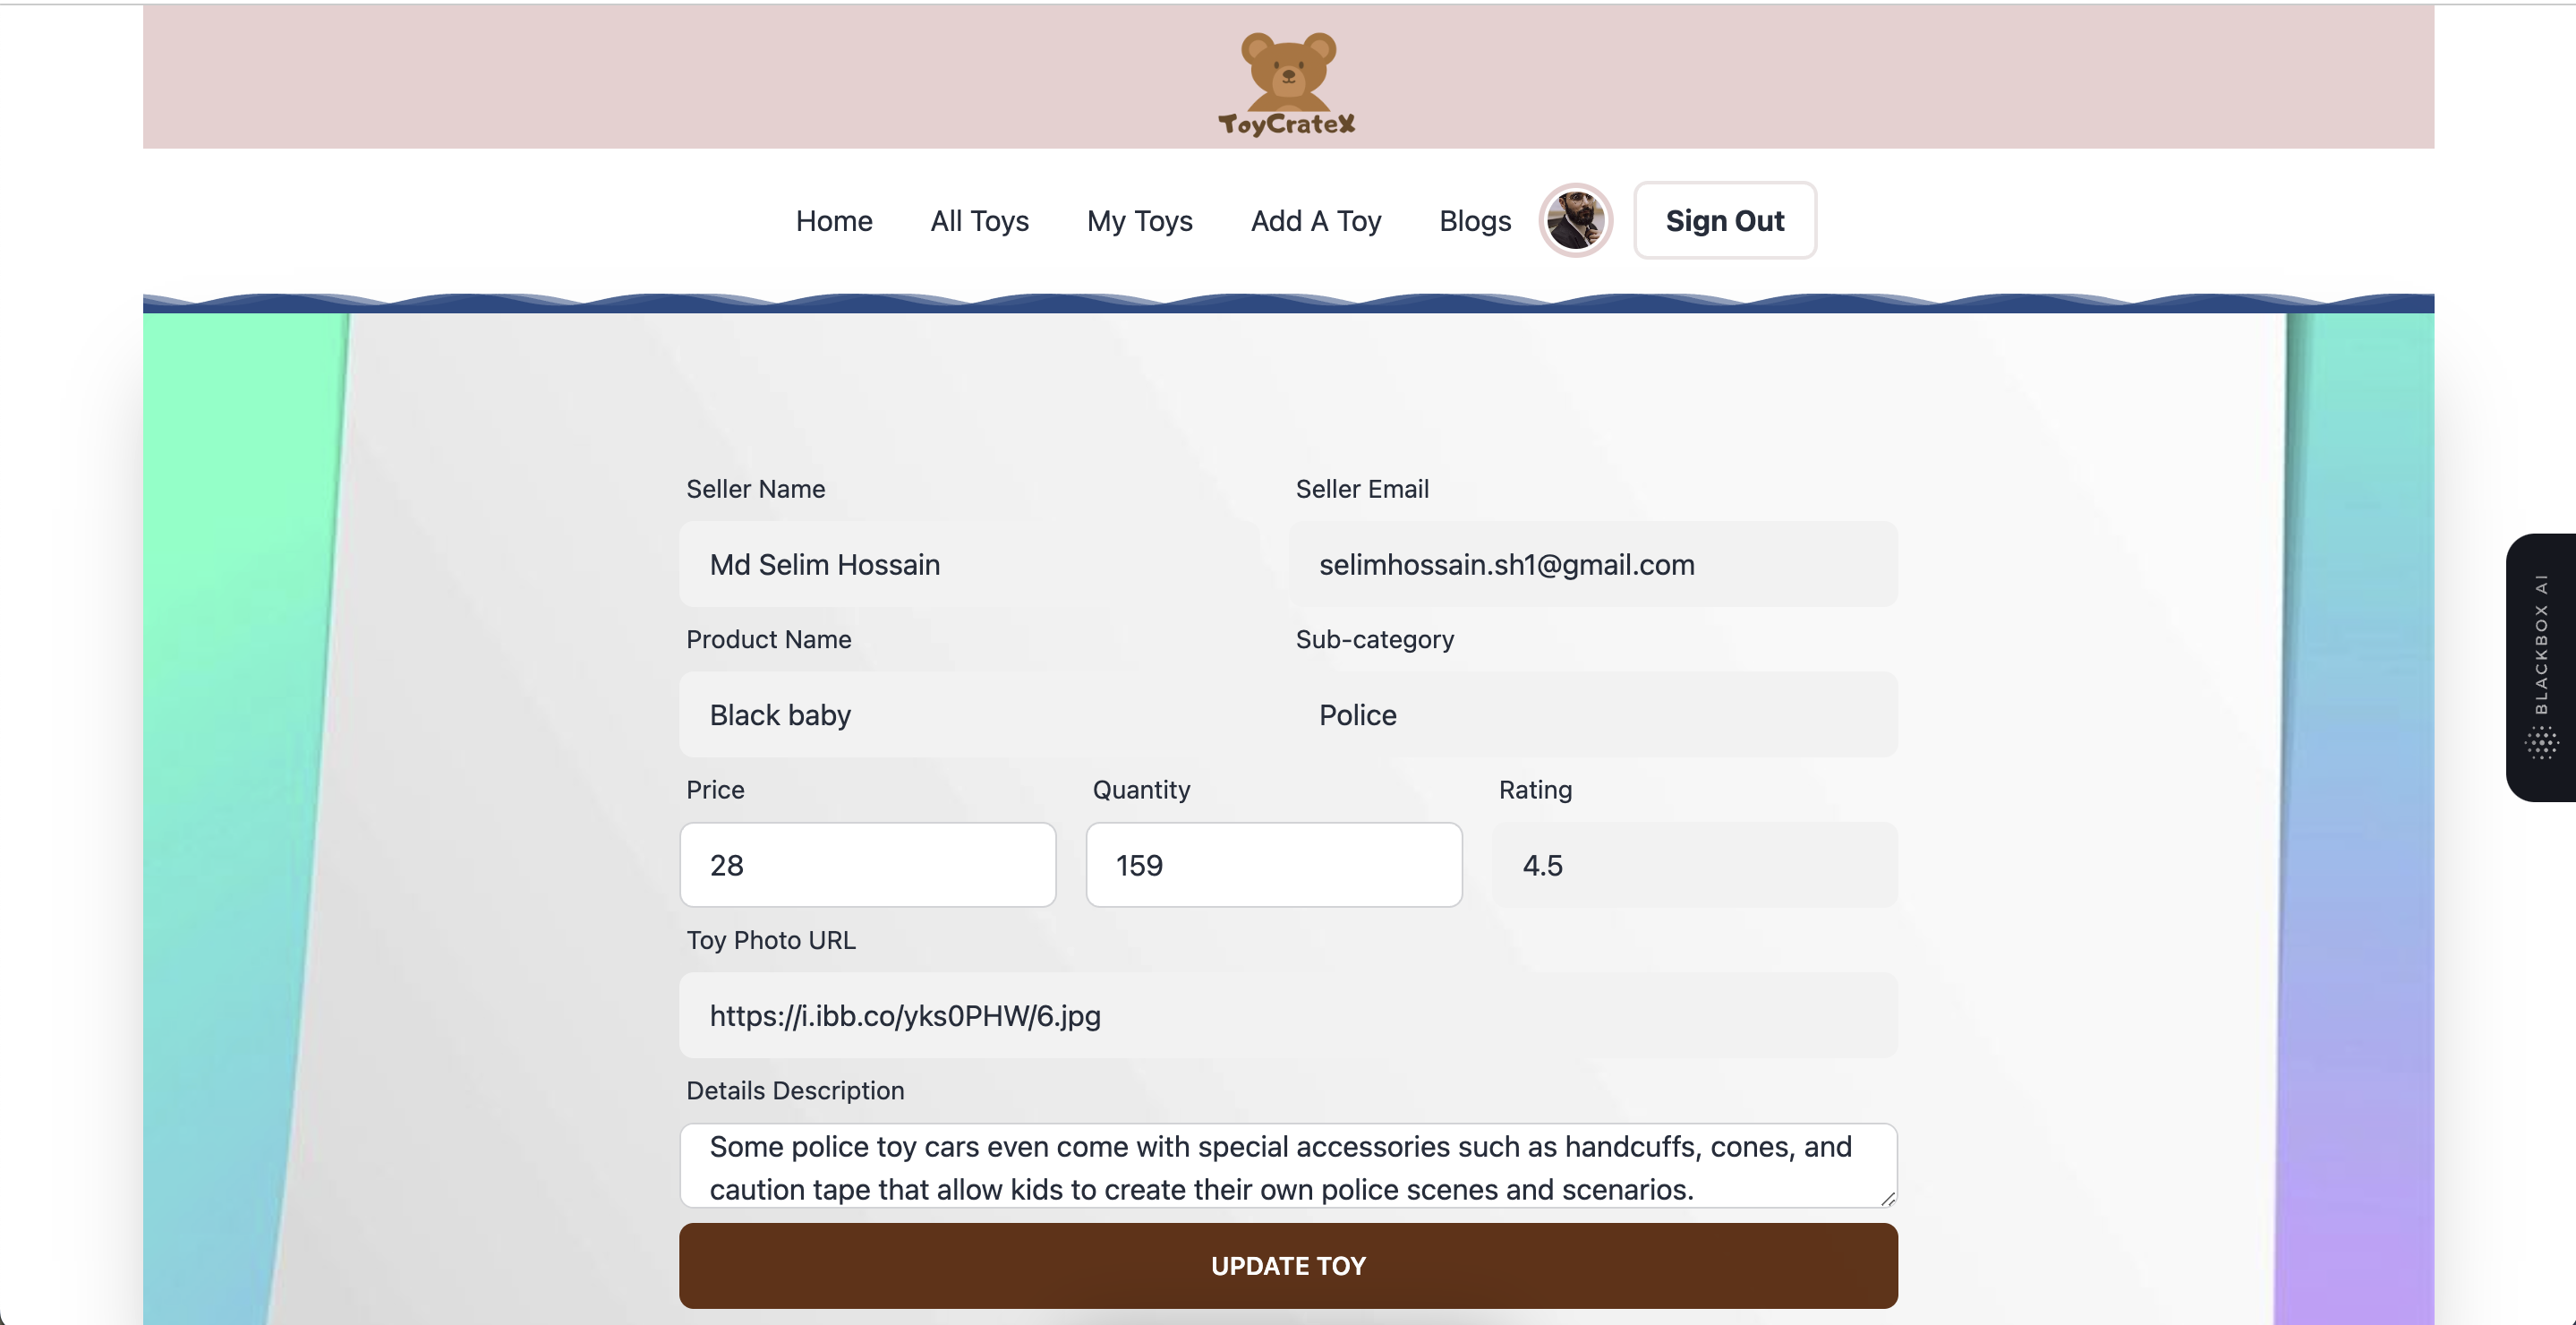 ToyCrateX
Home All Toys My Toys Add A Toy Blogs Sign Out
Seller Name Seller Email
Md Selim Hossain selimhossain.sh1@gmail.com
Product Name Sub-category
Black baby Police
Price Quantity Rating
28 159 4.5
Toy Photo URL
https://i.ibb.co/yks0PHW/6.jpg
Details Description
Some police toy cars even come with special accessories such as handcuffs, cones, and
caution tape that allow kids to create their own police scenes and scenarios.
UPDATE TOY
BLACKBOX AI